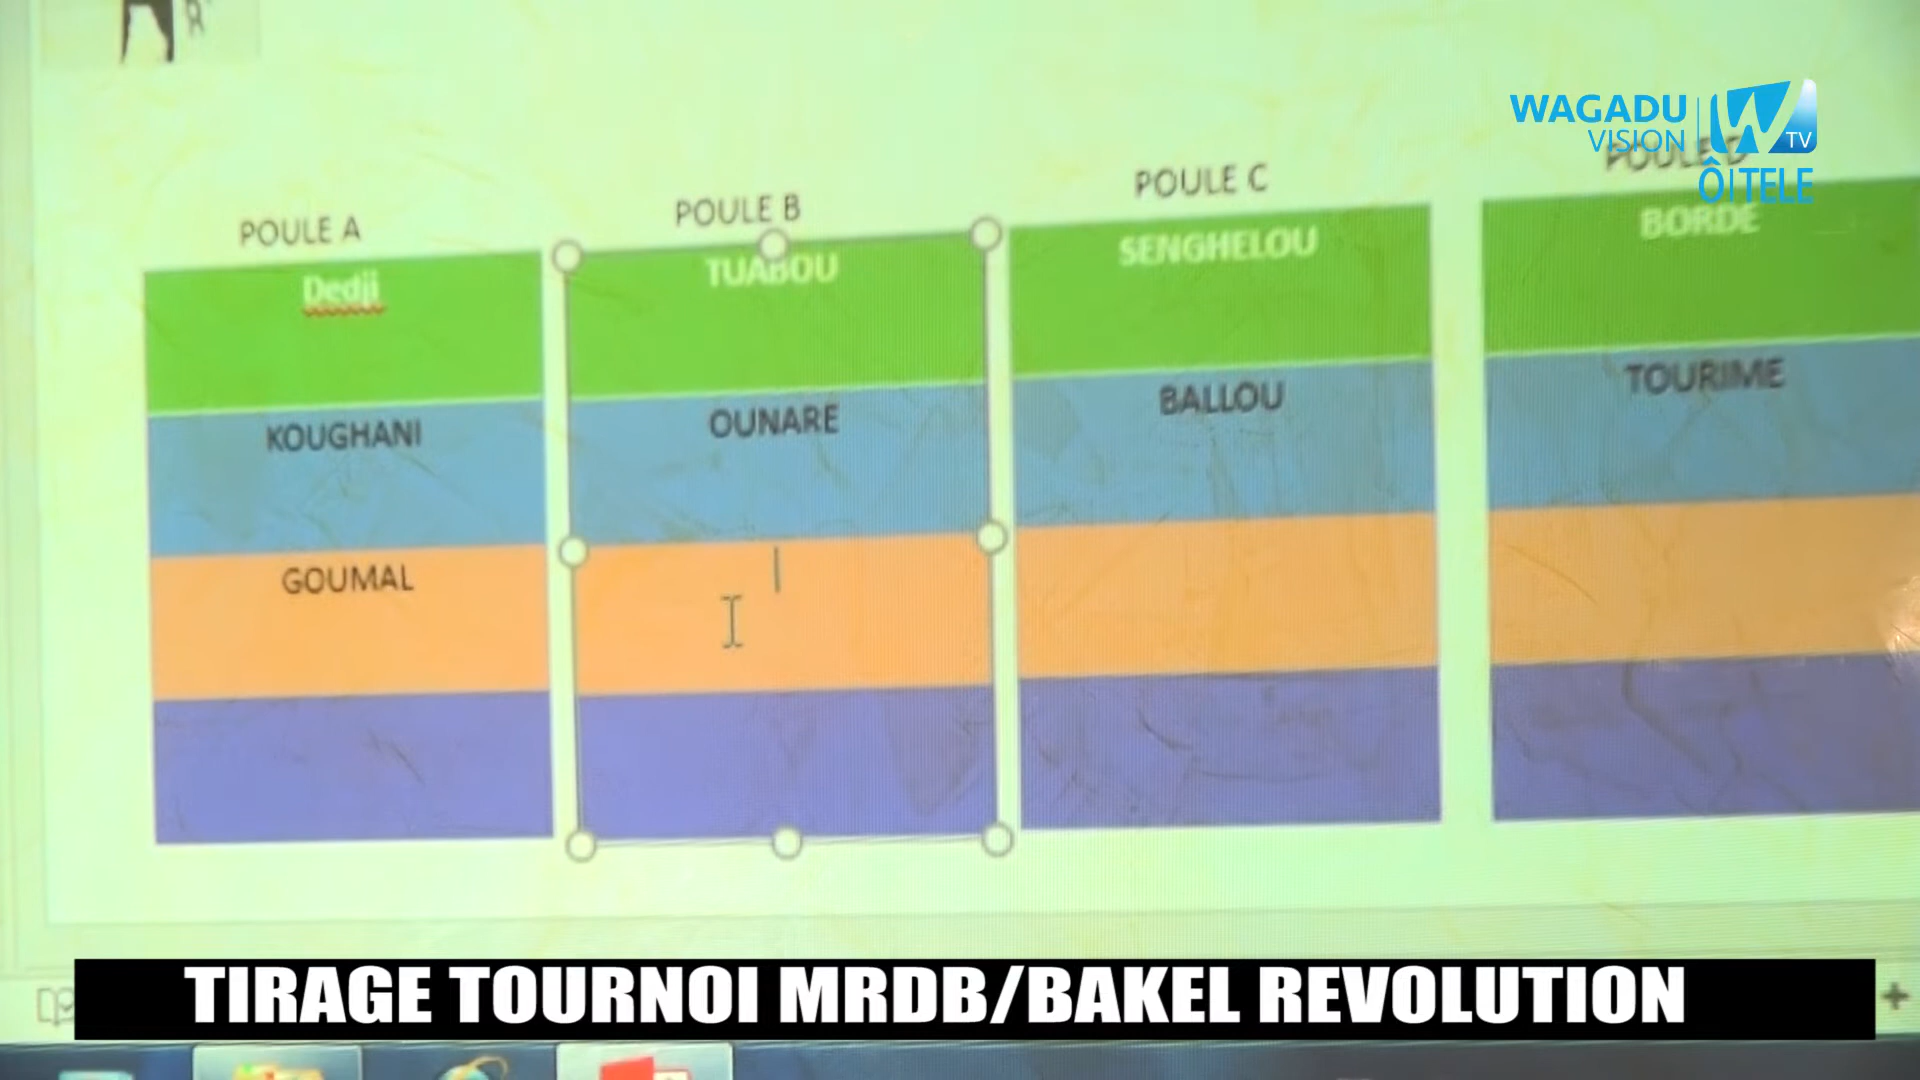 WAGADU
VISION
TV
ÔITELE
POULE A
POULE B
POULE C
POULE D
Dedji
TUABOU
SENGHELOU
BORDE
KOUGHANI
OUNARE
BALLOU
TOURIME
GOUMAL
TIRAGE TOURNOI MRDB/BAKEL REVOLUTION